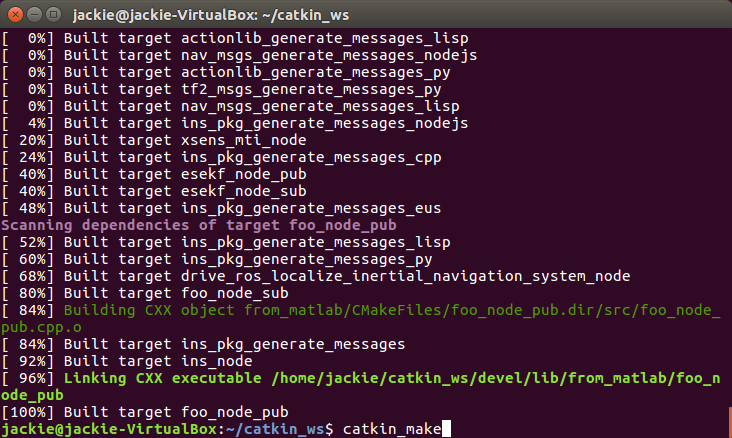 jackie@jackie-VirtualBox: ~/catkin_ws
[  0%] Built target actionlib_generate_messages_lisp
[  0%] Built target nav_msgs_generate_messages_nodejs
[  0%] Built target actionlib_generate_messages_py
[  0%] Built target tf2_msgs_generate_messages_py
[  0%] Built target nav_msgs_generate_messages_lisp
[  4%] Built target ins_pkg_generate_messages_nodejs
[ 20%] Built target xsens_mti_node
[ 24%] Built target ins_pkg_generate_messages_cpp
[ 40%] Built target esekf_node_pub
[ 40%] Built target esekf_node_sub
[ 48%] Built target ins_pkg_generate_messages_eus
Scanning dependencies of target foo_node_pub
[ 52%] Built target ins_pkg_generate_messages_lisp
[ 60%] Built target ins_pkg_generate_messages_py
[ 68%] Built target drive_ros_localize_inertial_navigation_system_node
[ 80%] Built target foo_node_sub
[ 84%] Building CXX object from_matlab/CMakeFiles/foo_node_pub.dir/src/foo_node_
pub.cpp.o
[ 84%] Built target ins_pkg_generate_messages
[ 92%] Built target ins_node
[ 96%] Linking CXX executable /home/jackie/catkin_ws/devel/lib/from_matlab/foo_n
ode_pub
[100%] Built target foo_node_pub
jackie@jackie-VirtualBox:~/catkin_ws$ catkin_make